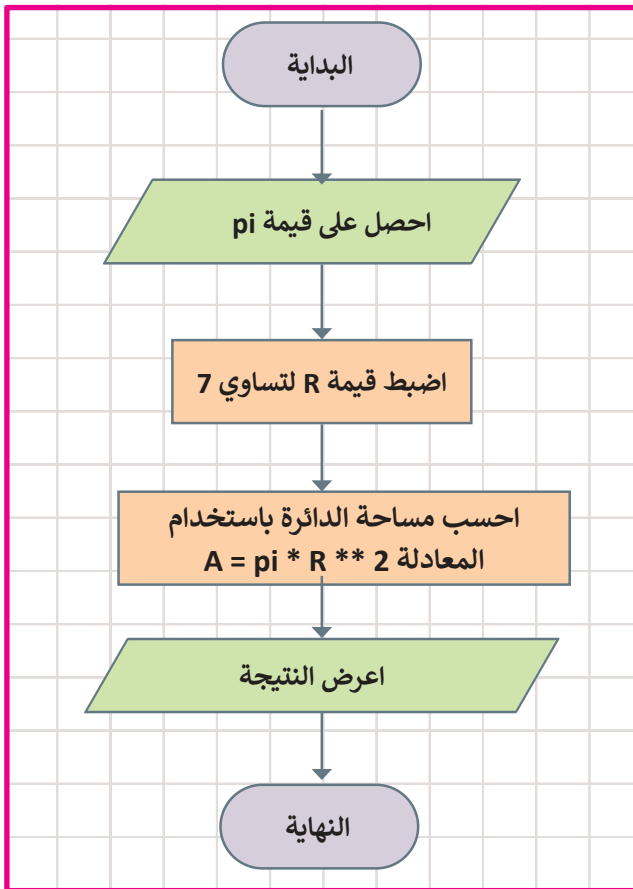 البداية
احصل على قيمة pi
اضبط قيمة R لتساوي 7
احسب مساحة الدائرة باستخدام
المعادلة A = pi * R ** 2
اعرض النتيجة
النهاية